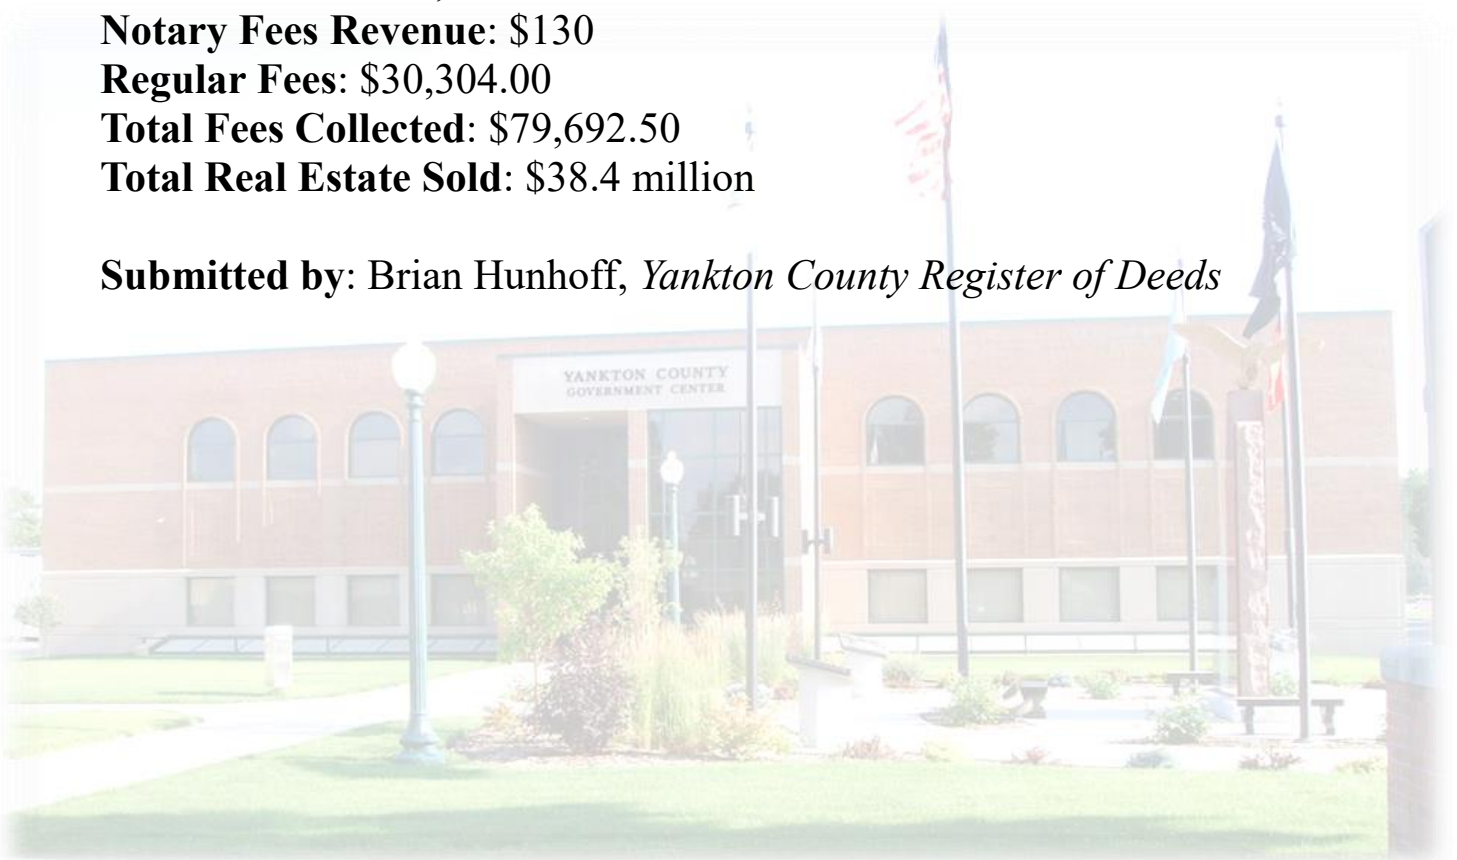 Notary Fees Revenue: $130
Regular Fees: $30,304.00
Total Fees Collected: $79,692.50
Total Real Estate Sold: $38.4 million
Submitted by: Brian Hunhoff, Yankton County Register of Deeds
YANKTON COUNTY
GOVERNMENT CENTER